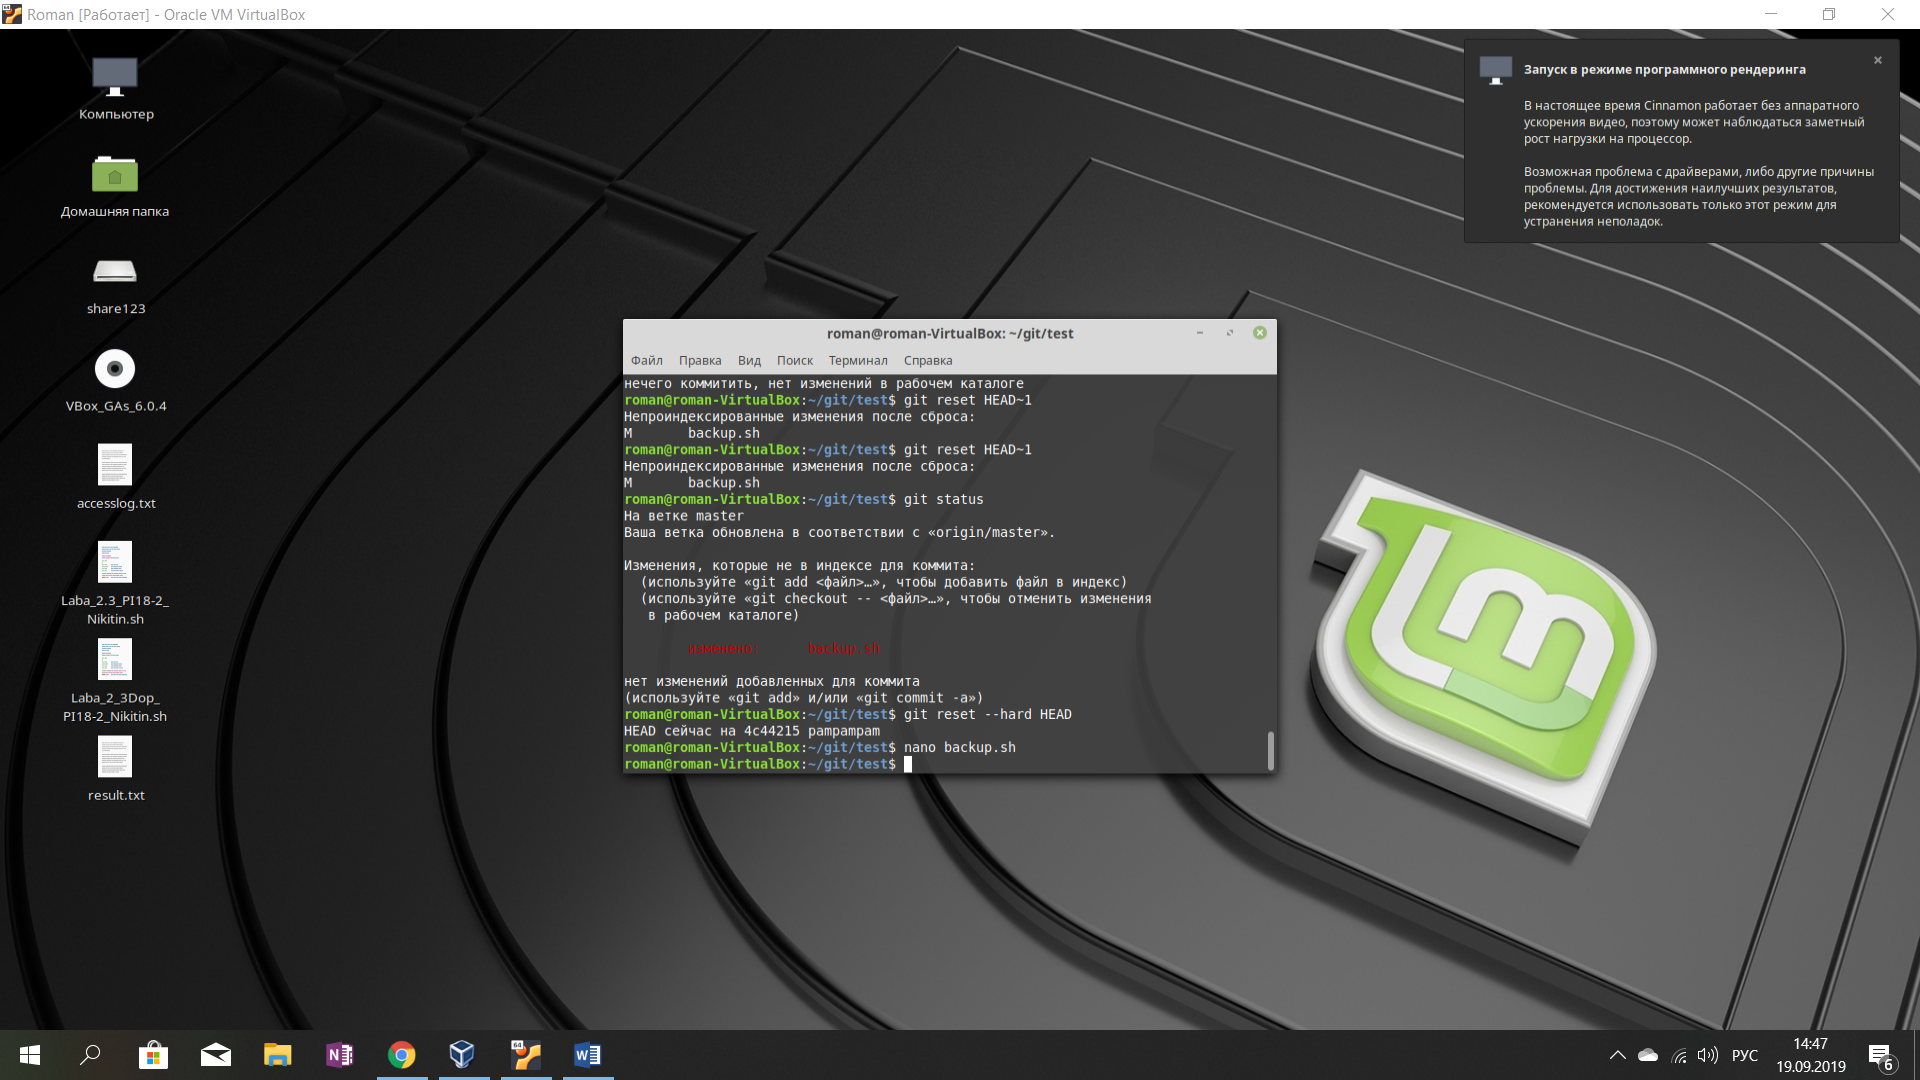 Roman [Работает] - Oracle VM VirtualBox
Компьютер
Домашняя папка
share123
VBox_GAs_6.0.4
accesslog.txt
Laba_2.3_PI18-2_
Nikitin.sh
Laba_2_3Dop_
PI18-2_Nikitin.sh
result.txt
Запуск в режиме программного рендеринга
В настоящее время Cinnamon работает без аппаратного
ускорения видео, поэтому может наблюдаться заметный
рост нагрузки на процессор.
Возможная проблема с драйверами, либо другие причины
проблемы. Для достижения наилучших результатов,
рекомендуется использовать только этот режим для
устранения неполадок.
roman@roman-VirtualBox: ~/git/test
Файл Правка Вид Поиск Терминал Справка
нечего коммитить, нет изменений в рабочем каталоге
roman@roman-VirtualBox:~/git/test$ git reset HEAD~1
Непроиндексированные изменения после сброса:
M       backup.sh
roman@roman-VirtualBox:~/git/test$ git reset HEAD~1
Непроиндексированные изменения после сброса:
M       backup.sh
roman@roman-VirtualBox:~/git/test$ git status
На ветке master
Ваша ветка обновлена в соответствии с «origin/master».
Изменения, которые не в индексе для коммита:
  (используйте «git add <файл>…», чтобы добавить файл в индекс)
  (используйте «git checkout -- <файл>…», чтобы отменить изменения
   в рабочем каталоге)
        изменено:      backup.sh
нет изменений добавленных для коммита
(используйте «git add» и/или «git commit -a»)
roman@roman-VirtualBox:~/git/test$ git reset --hard HEAD
HEAD сейчас на 4c44215 pampampam
roman@roman-VirtualBox:~/git/test$ nano backup.sh
roman@roman-VirtualBox:~/git/test$
lm
N
64
W
РУС
14:47
19.09.2019
6